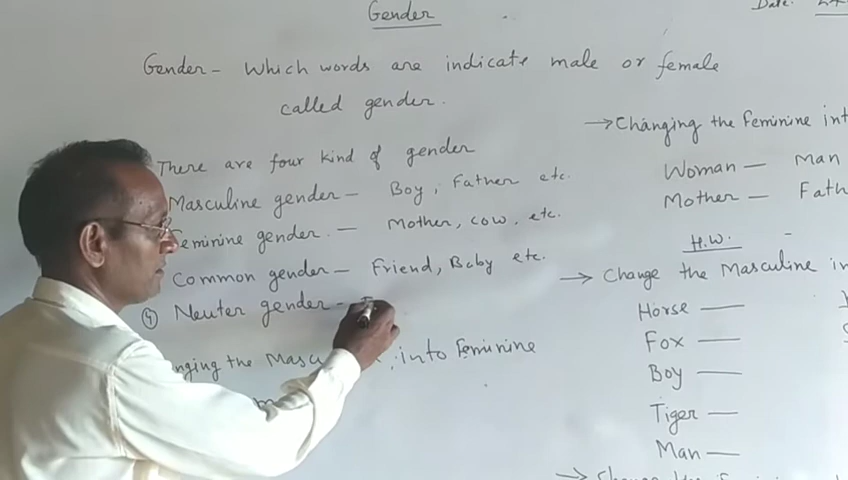 Gender
Date:
Gender - Which words are indicate male or female
called gender.
There are four kind of gender
Masculine gender - Boy, Father etc.
Feminine gender. - Mother, cow, etc.
Common gender - Friend, Baby etc.
④ Neuter gender -
into Feminine
→ Changing the Feminine int
Woman - Man
Mother - Fath
H.W.
→ Change the Masculine in
Horse —
Fox —
Boy —
Tiger —
Man —